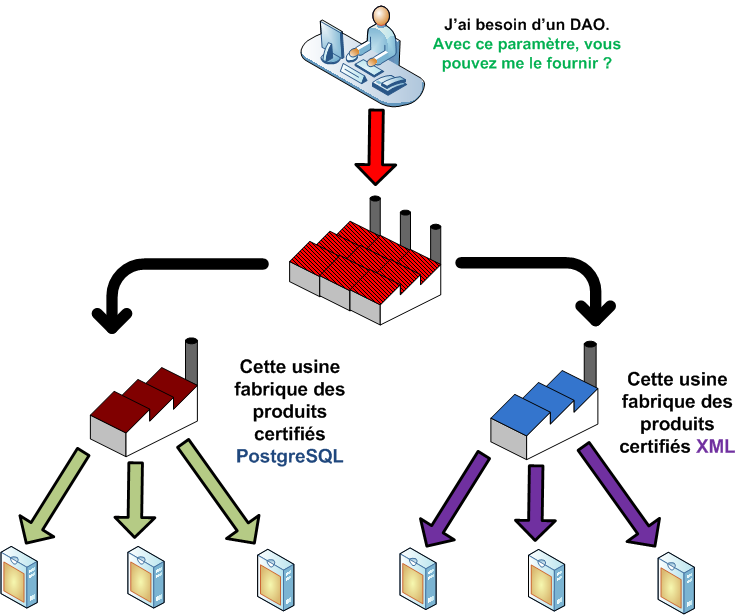 J'ai besoin d'un DAO.
Avec ce paramètre, vous
pouvez me le fournir ?
Cette usine
fabrique des
produits
certifiés
PostgreSQL
Cette usine
fabrique des
produits
certifiés XML